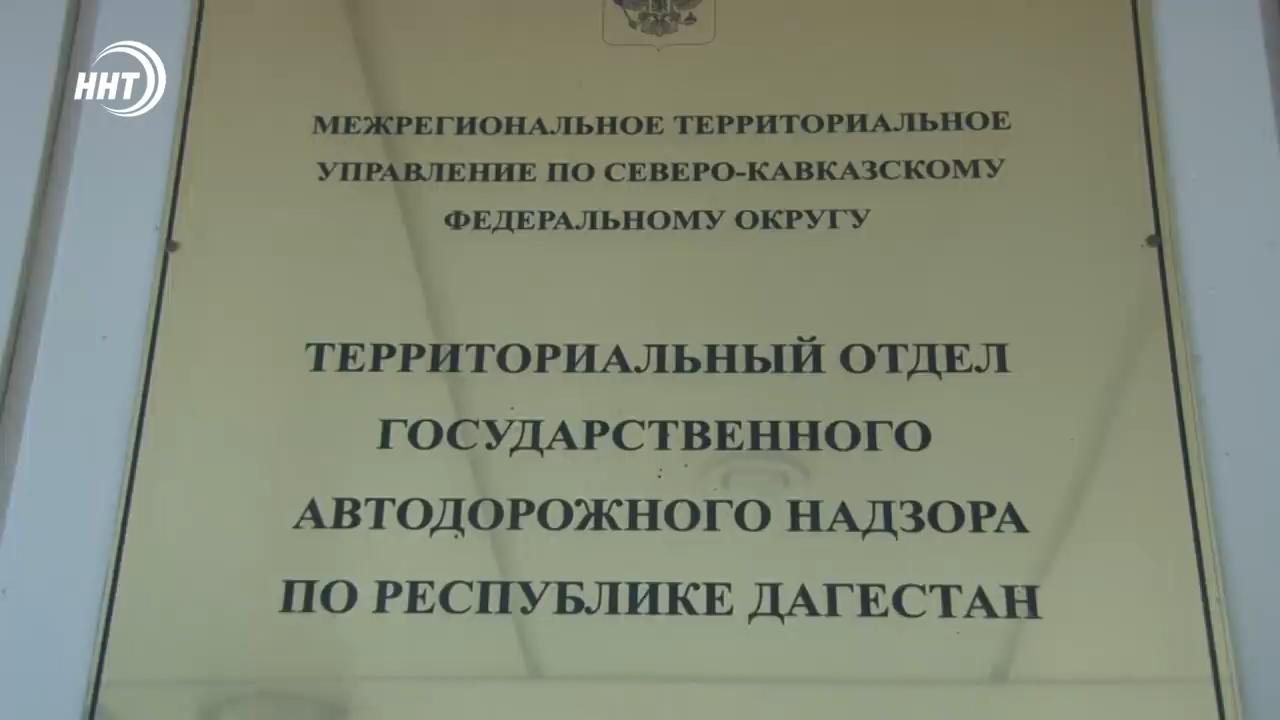 ННТ
МЕЖРЕГИОНАЛЬНОЕ ТЕРРИТОРИАЛЬНОЕ
УПРАВЛЕНИЕ ПО СЕВЕРО-КАВКАЗСКОМУ
ФЕДЕРАЛЬНОМУ ОКРУГУ
ТЕРРИТОРИАЛЬНЫЙ ОТДЕЛ
ГОСУДАРСТВЕННОГО
АВТОДОРОЖНОГО НАДЗОРА
ПО РЕСПУБЛИКЕ ДАГЕСТАН